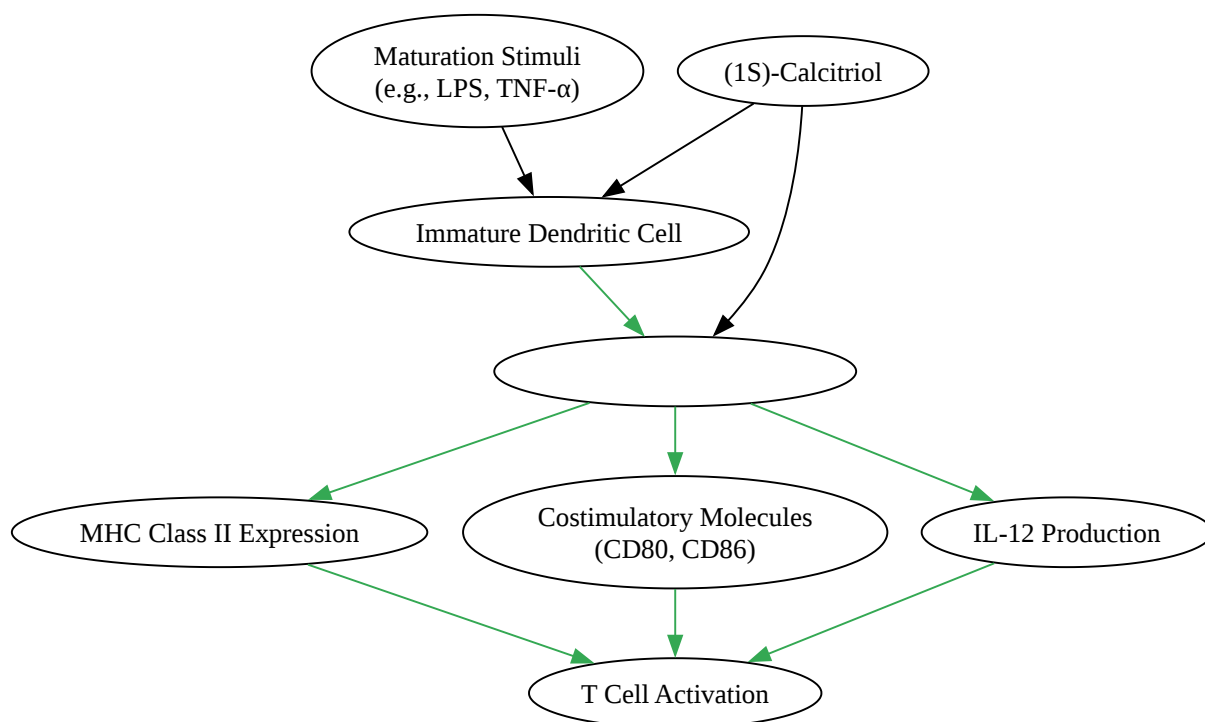 Maturation Stimuli
(e.g., LPS, TNF-α)
(1S)-Calcitriol
Immature Dendritic Cell
MHC Class II Expression
Costimulatory Molecules
(CD80, CD86)
IL-12 Production
T Cell Activation